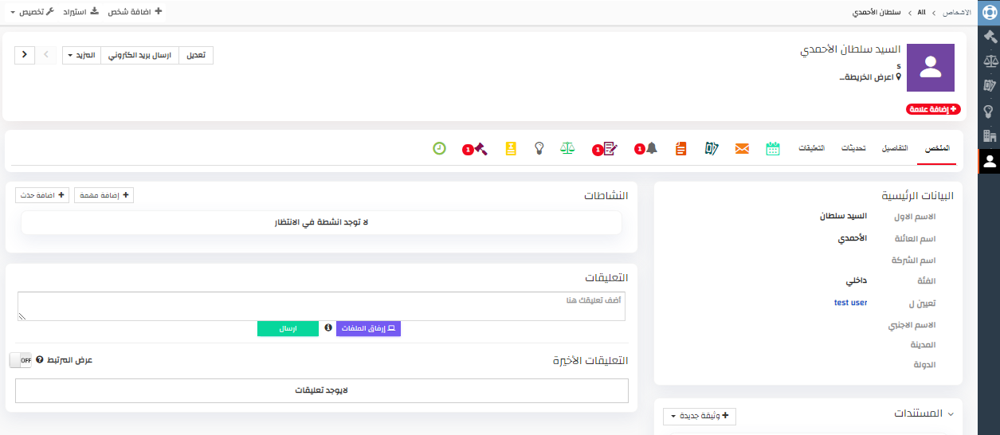 الاشخاص > All > سلطان الأحمدي
+ اضافة شخص استيراد تخصيص
السيد سلطان الأحمدي
s
اعرض الخريطة...
+ إضافة علامة
تعديل ارسال بريد الكتروني المزيد
الملخص التفاصيل تحديثات التعليقات 1 1 1
البيانات الرئيسية
الاسم الاول السيد سلطان
اسم العائلة الأحمدي
اسم الشركة
الفئة داخلي
تعيين ل test user
الاسم الاجنبي
المدينة
الدولة
المستندات
+ وثيقة جديدة
النشاطات
+ إضافة مهمة + اضافة حدث
لا توجد انشطة في الانتظار
التعليقات
أضف تعليقك هنا
إرفاق الملفات ارسال
التعليقات الأخيرة
عرض المرتبط OFF
لايوجد تعليقات